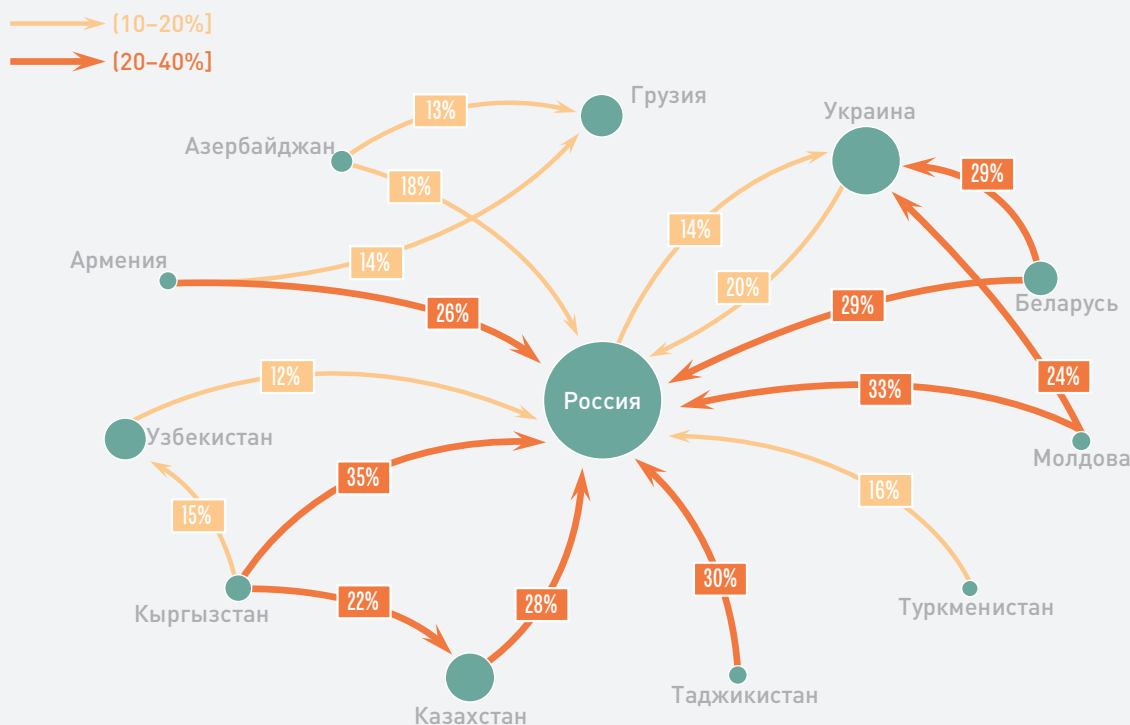 (10–20%]
(20–40%]
Грузия
13%
Украина
Азербайджан
29%
18%
14%
Армения
14%
20%
Беларусь
26%
29%
12%
24%
Россия
33%
Узбекистан
Молдова
35%
16%
15%
30%
22%
28%
Кыргызстан
Туркменистан
Таджикистан
Казахстан